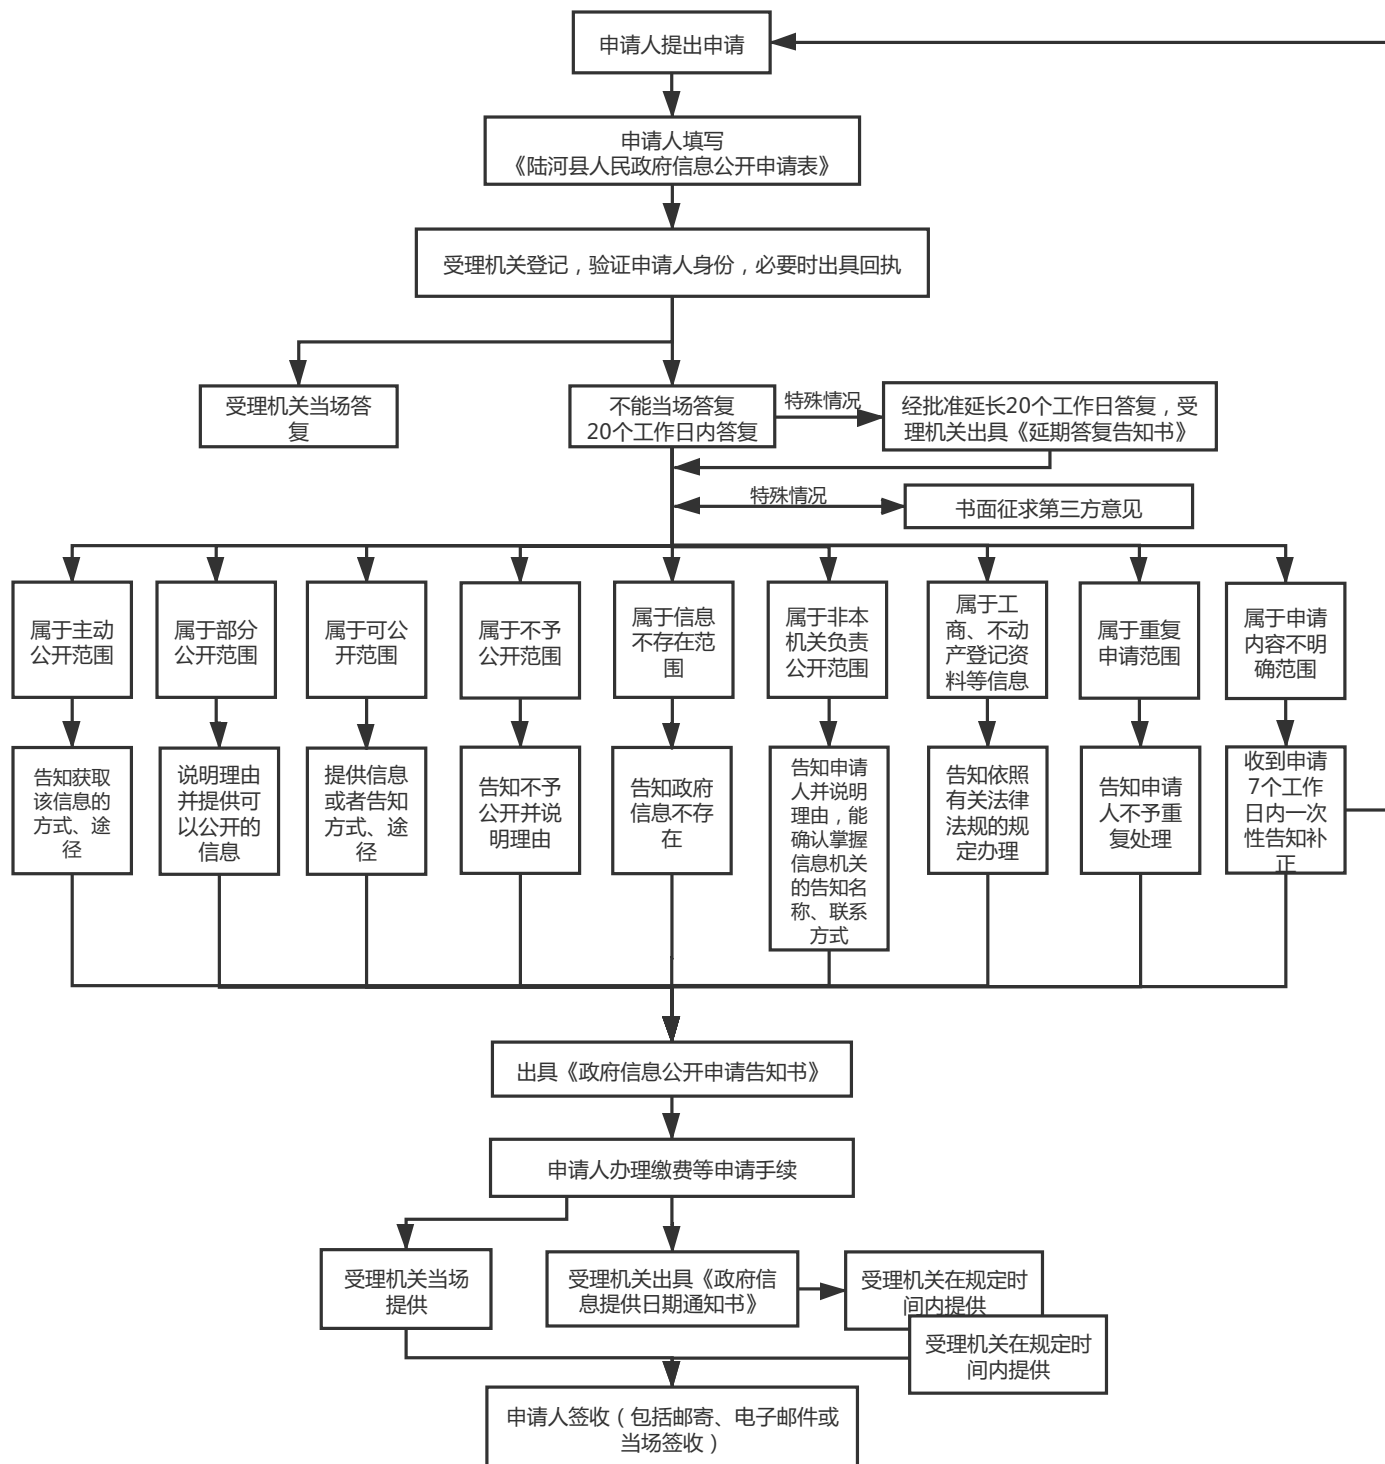 申请人提出申请
申请人填写
《陆河县人民政府信息公开申请表》
受理机关登记，验证申请人身份，必要时出具回执
受理机关当场答
复
不能当场答复
20个工作日内答复
特殊情况
经批准延长20个工作日答复，受
理机关出具《延期答复告知书》
特殊情况
书面征求第三方意见
属于主动
公开范围
属于部分
公开范围
属于可公
开范围
属于不予
公开范围
属于信息
不存在范
围
属于非本
机关负责
公开范围
属于工
商、不动
产登记资
料等信息
属于重复
申请范围
属于申请
内容不明
确范围
告知获取
该信息的
方式、途
径
说明理由
并提供可
以公开的
信息
提供信息
或者告知
方式、途
径
告知不予
公开并说
明理由
告知政府
信息不存
在
告知申请
人并说明
理由，能
确认掌握
信息机关
的告知名
称、联系
方式
告知依照
有关法律
法规的规
定办理
告知申请
人不予重
复处理
收到申请
7个工作
日内一次
性告知补
正
出具《政府信息公开申请告知书》
申请人办理缴费等申请手续
受理机关当场
提供
受理机关出具《政府信
息提供日期通知书》
受理机关在规定时
间内提供
受理机关在规定时
间内提供
申请人签收（包括邮寄、电子邮件或
当场签收）